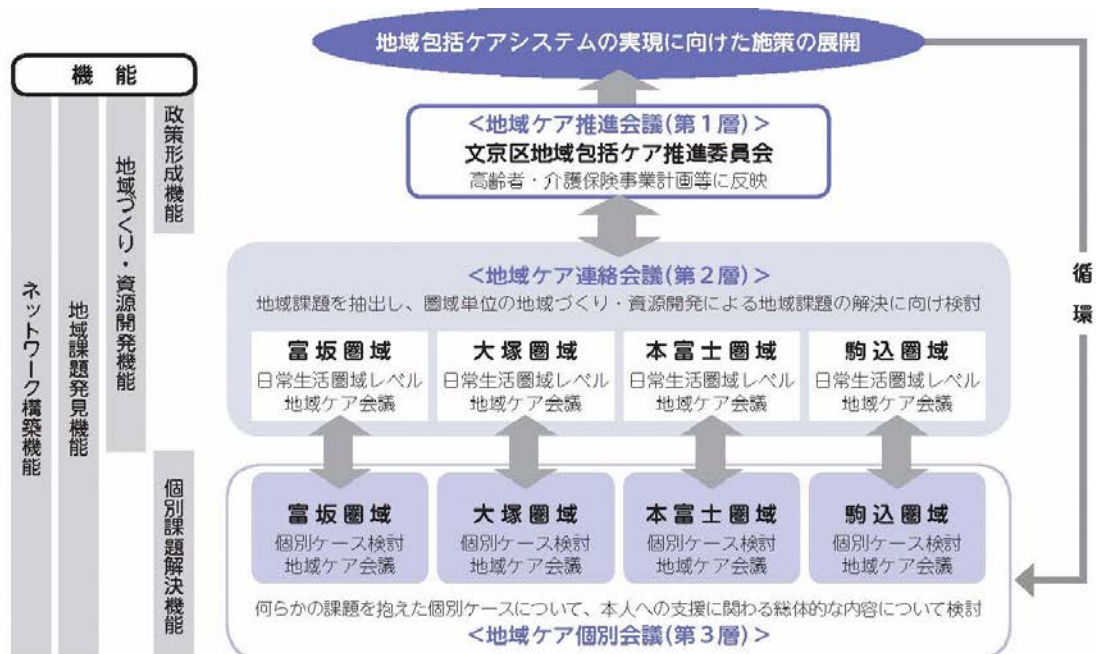 地域包括ケアシステムの実現に向けた施策の展開
機能
政策形成機能
地域づくり・資源開発機能
地域課題発見機能
ネットワーク構築機能
個別課題解決機能
＜地域ケア推進会議(第1層)＞
文京区地域包括ケア推進委員会
高齢者・介護保険事業計画等に反映
循環
＜地域ケア連絡会議(第2層)＞
地域課題を抽出し、圏域単位の地域づくり・資源開発による地域課題の解決に向け検討
富坂圏域
日常生活圏域レベル
地域ケア会議
大塚圏域
日常生活圏域レベル
地域ケア会議
本富士圏域
日常生活圏域レベル
地域ケア会議
駒込圏域
日常生活圏域レベル
地域ケア会議
富坂圏域
個別ケース検討
地域ケア会議
大塚圏域
個別ケース検討
地域ケア会議
本富士圏域
個別ケース検討
地域ケア会議
駒込圏域
個別ケース検討
地域ケア会議
何らかの課題を抱えた個別ケースについて、本人への支援に関わる総体的な内容について検討
＜地域ケア個別会議(第3層)＞